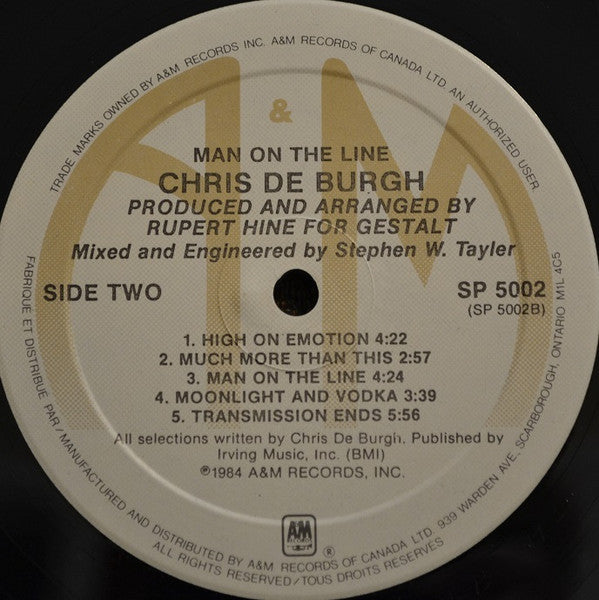 TRADE MARKS OWNED BY A&M RECORDS INC. A&M RECORDS OF CANADA LTD. AN AUTHORIZED USER
A&M
MAN ON THE LINE
CHRIS DE BURGH
PRODUCED AND ARRANGED BY
RUPERT HINE FOR GESTALT
Mixed and Engineered by Stephen W. Tayler
SIDE TWO
SP 5002
(SP 5002B)
1. HIGH ON EMOTION 4:22
2. MUCH MORE THAN THIS 2:57
3. MAN ON THE LINE 4:24
4. MOONLIGHT AND VODKA 3:39
5. TRANSMISSION ENDS 5:56
All selections written by Chris De Burgh. Published by
Irving Music, Inc. (BMI)
℗1984 A&M RECORDS, INC.
A&M
RECORDS
®
FABRIQUÉ ET DISTRIBUÉ PAR/MANUFACTURED AND DISTRIBUTED BY A&M RECORDS OF CANADA LTD. 939 WARDEN AVE. SCARBOROUGH, ONTARIO M1L 4C5
ALL RIGHTS RESERVED/TOUS DROITS RESERVÉS